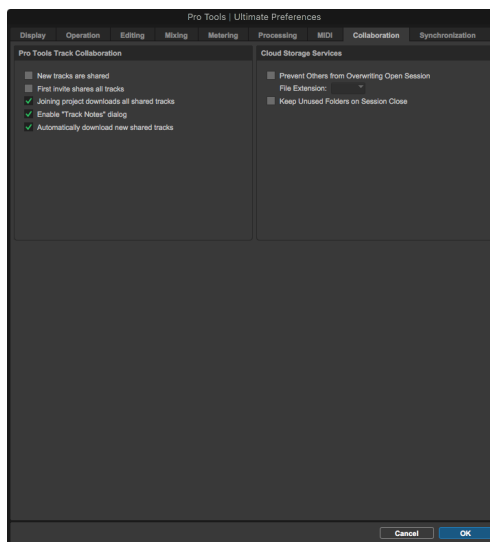 Pro Tools | Ultimate Preferences
Display Operation Editing Mixing Metering Processing MIDI Collaboration Synchronization
Pro Tools Track Collaboration
New tracks are shared
First invite shares all tracks
Joining project downloads all shared tracks
Enable "Track Notes" dialog
Automatically download new shared tracks
Cloud Storage Services
Prevent Others from Overwriting Open Session
File Extension:
Keep Unused Folders on Session Close
Cancel OK